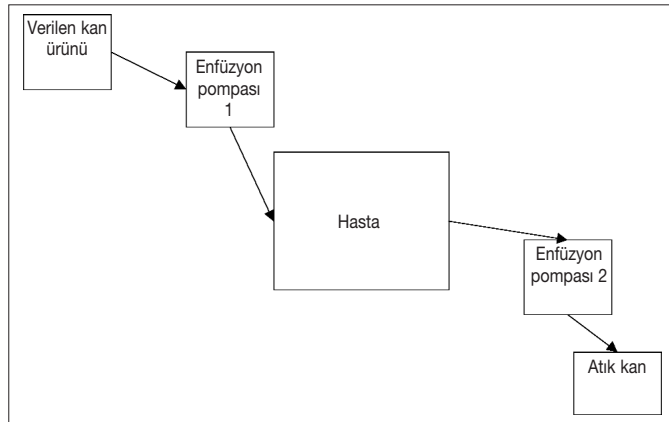 Verilen kan
ürünü
Enfüzyon
pompası
1
Hasta
Enfüzyon
pompası 2
Atık kan